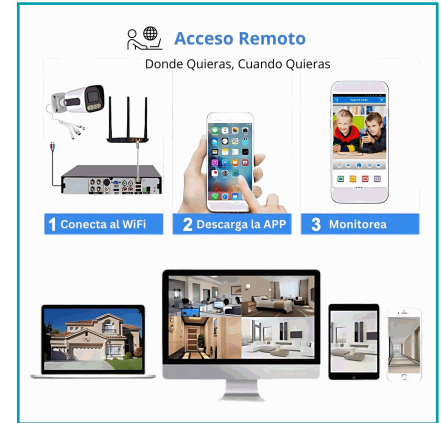 Acceso Remoto
Donde Quieras, Cuando Quieras
1 Conecta al WiFi
2 Descarga la APP
3 Monitorea